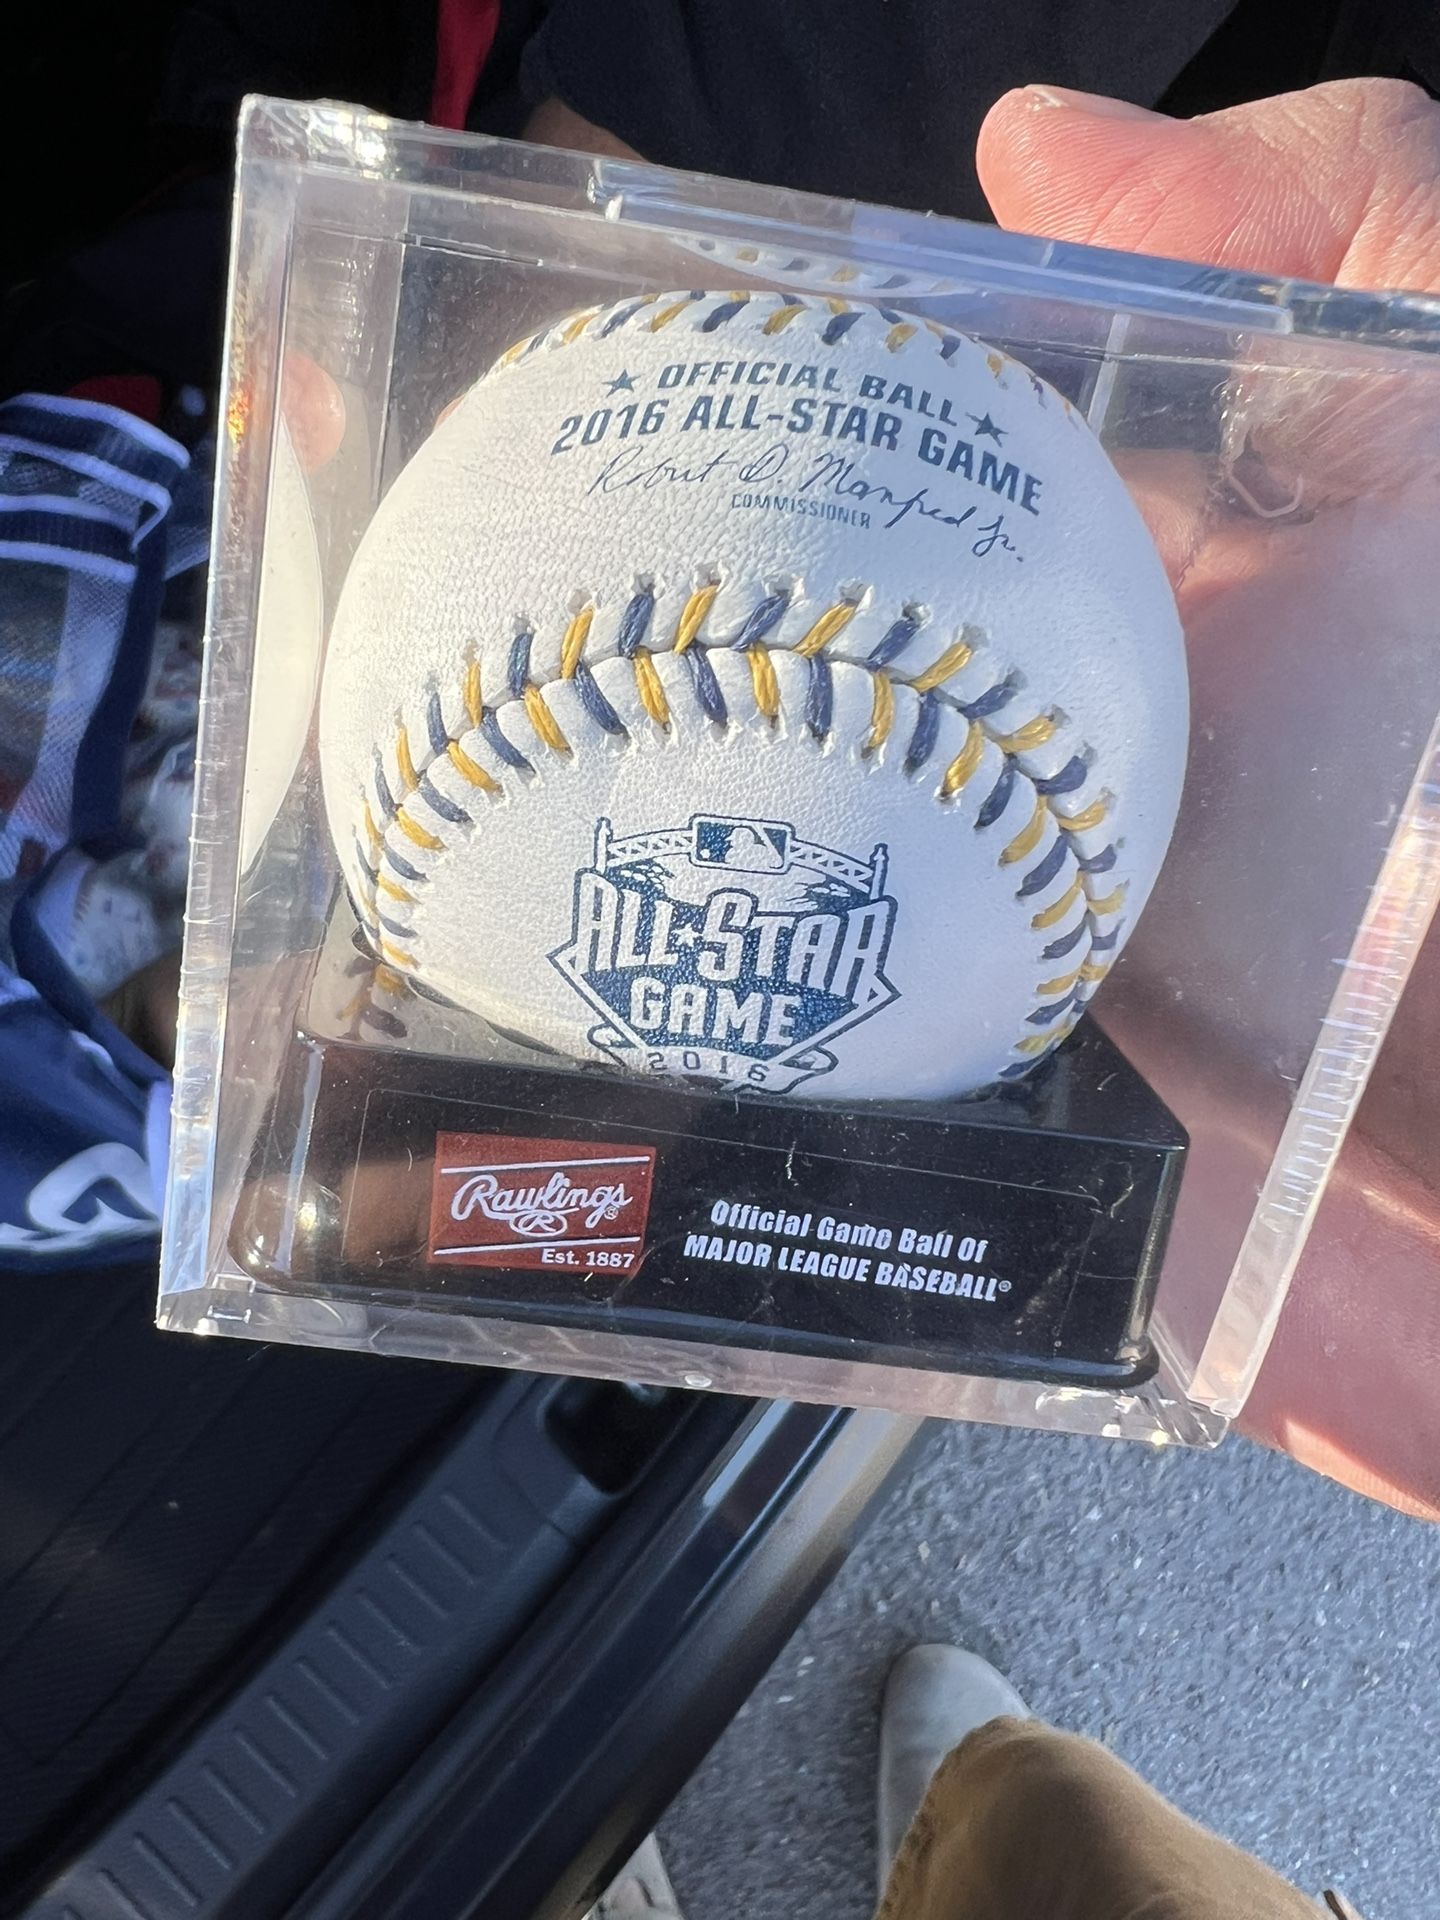 ★ OFFICIAL BALL ★
2016 ALL-STAR GAME
Robert D. Manfred Jr.
COMMISSIONER
ALL★STAR
GAME
2016
Rawlings®
Est. 1887
Official Game Ball Of
MAJOR LEAGUE BASEBALL®